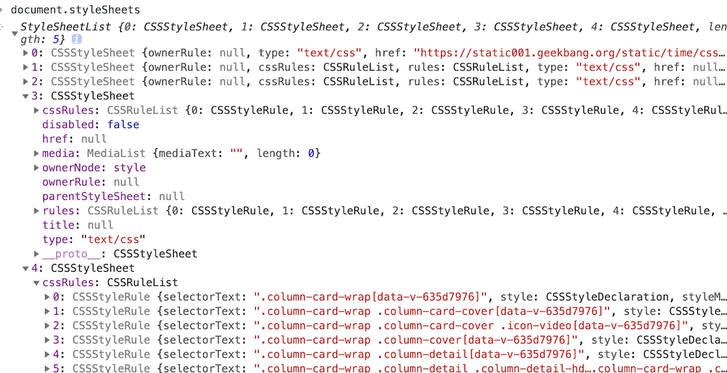 document.styleSheets
StyleSheetList {0: CSSStyleSheet, 1: CSSStyleSheet, 2: CSSStyleSheet, 3: CSSStyleSheet, 4: CSSStyleSheet, len
gth: 5} i
0: CSSStyleSheet {ownerRule: null, type: "text/css", href: "https://static001.geekbang.org/static/time/css…
1: CSSStyleSheet {ownerRule: null, cssRules: CSSRuleList, rules: CSSRuleList, type: "text/css", href: null…
2: CSSStyleSheet {ownerRule: null, cssRules: CSSRuleList, rules: CSSRuleList, type: "text/css", href: null…
3: CSSStyleSheet
cssRules: CSSRuleList {0: CSSStyleRule, 1: CSSStyleRule, 2: CSSStyleRule, 3: CSSStyleRule, 4: CSSStyleRul…
disabled: false
href: null
media: MediaList {mediaText: "", length: 0}
ownerNode: style
ownerRule: null
parentStyleSheet: null
rules: CSSRuleList {0: CSSStyleRule, 1: CSSStyleRule, 2: CSSStyleRule, 3: CSSStyleRule, 4: CSSStyleRule, …
title: null
type: "text/css"
__proto__: CSSStyleSheet
4: CSSStyleSheet
cssRules: CSSRuleList
0: CSSStyleRule {selectorText: ".column-card-wrap[data-v-635d7976]", style: CSSStyleDeclaration, styleM…
1: CSSStyleRule {selectorText: ".column-card-wrap .column-card-cover[data-v-635d7976]", style: CSSStyle…
2: CSSStyleRule {selectorText: ".column-card-wrap .column-card-cover .icon-video[data-v-635d7976]", sty…
3: CSSStyleRule {selectorText: ".column-card-wrap .column-cover[data-v-635d7976]", style: CSSStyleDecla…
4: CSSStyleRule {selectorText: ".column-card-wrap .column-detail[data-v-635d7976]", style: CSSStyleDecl…
5: CSSStyleRule {selectorText: ".column-card-wrap .column-detail .column-detail-hd….column-card-wrap .c…